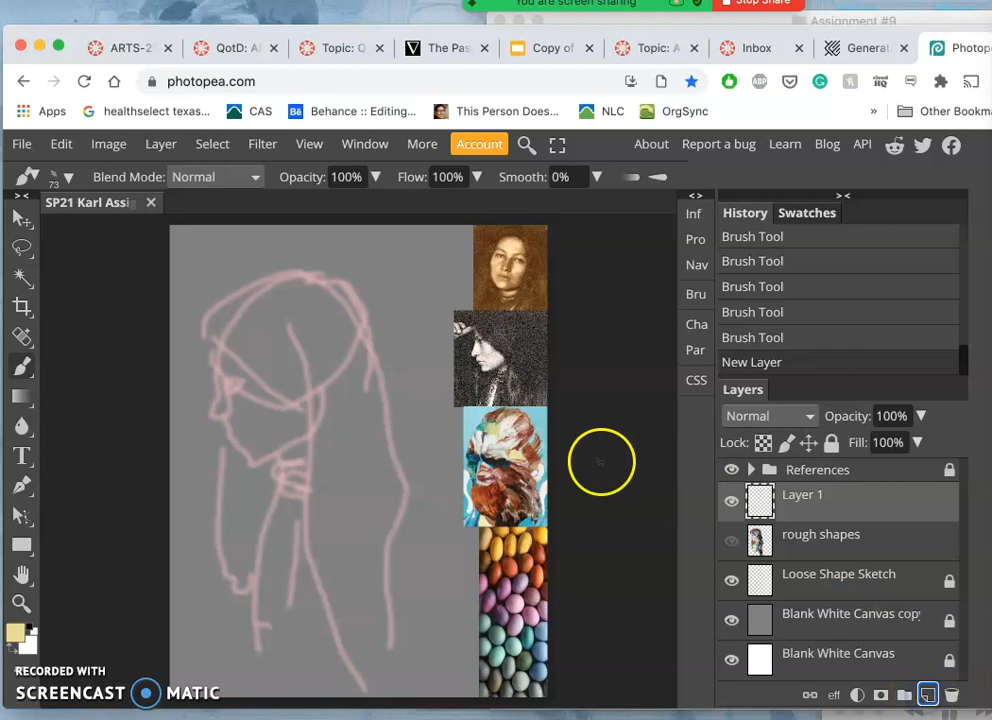 You are screen sharing
Stop Share
Assignment #9
ARTS-2
QotD: A
Topic: Q
The Pas
Copy of
Topic: A
Inbox
Generat
Photop
photopea.com
Apps
healthselect texas...
CAS
Behance :: Editing...
This Person Does...
NLC
OrgSync
»
Other Bookma
File Edit Image Layer Select Filter View Window More Account
About Report a bug Learn Blog API
73 Blend Mode: Normal Opacity: 100% Flow: 100% Smooth: 0%
SP21 Karl Assig
Inf
Pro
Nav
Bru
Cha
Par
CSS
History Swatches
Brush Tool
Brush Tool
Brush Tool
Brush Tool
Brush Tool
New Layer
Layers
Normal Opacity: 100%
Lock: Fill: 100%
References
Layer 1
rough shapes
Loose Shape Sketch
Blank White Canvas copy
Blank White Canvas
eff
RECORDED WITH
SCREENCAST MATIC